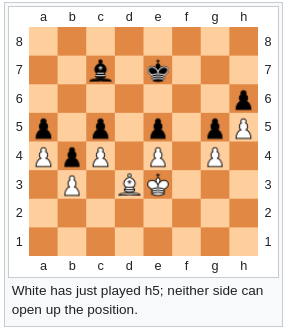 a b c d e f g h
8 8
7 7
6 6
5 5
4 4
3 3
2 2
1 1
a b c d e f g h
White has just played h5; neither side can
open up the position.